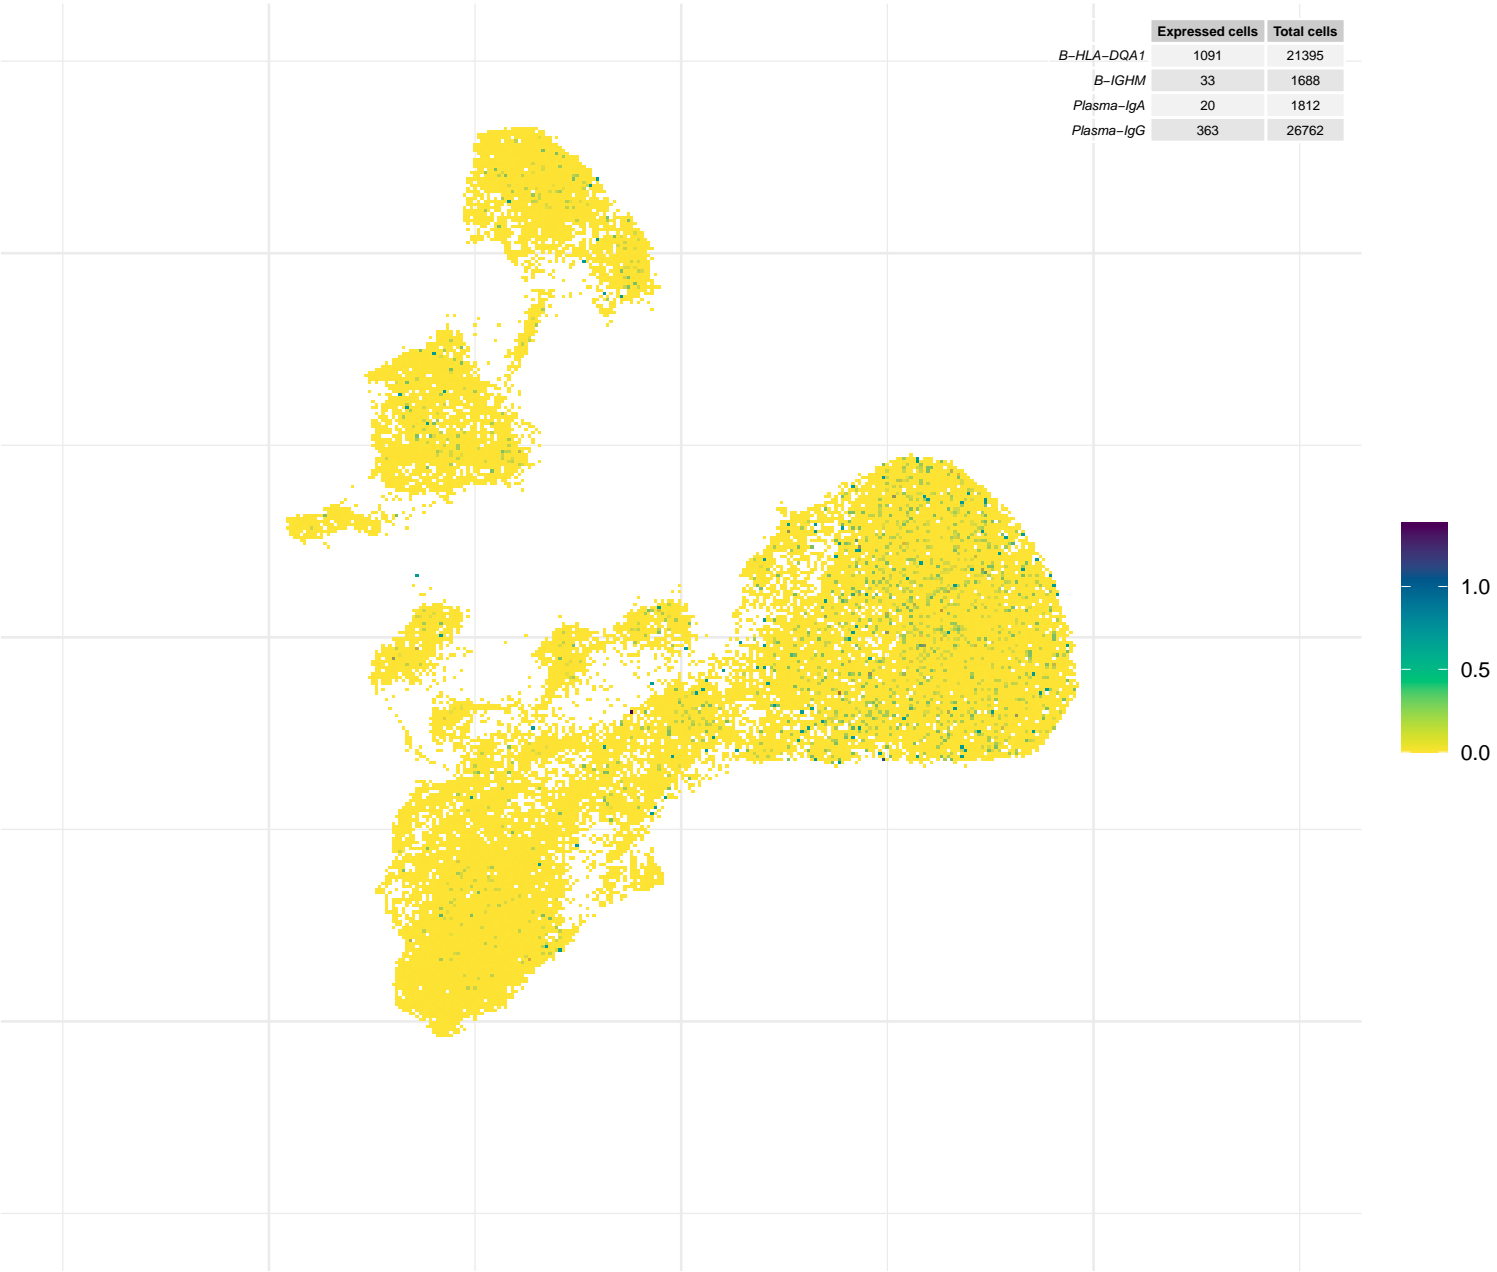 Expressed cells Total cells
B−HLA−DQA1 1091 21395
B−IGHM 33 1688
Plasma−IgA 20 1812
Plasma−IgG 363 26762
1.0
0.5
0.0